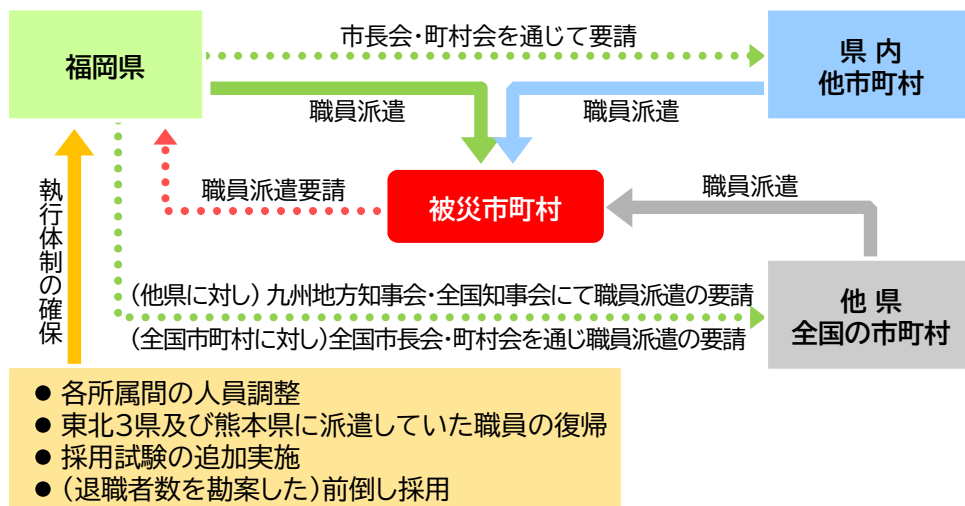 市長会・町村会を通じて要請
福岡県
県 内
他市町村
職員派遣
職員派遣
職員派遣要請
被災市町村
職員派遣
執行体制の確保
(他県に対し) 九州地方知事会・全国知事会にて職員派遣の要請
(全国市町村に対し)全国市長会・町村会を通じ職員派遣の要請
他 県
全国の市町村
● 各所属間の人員調整
● 東北3県及び熊本県に派遣していた職員の復帰
● 採用試験の追加実施
● (退職者数を勘案した)前倒し採用